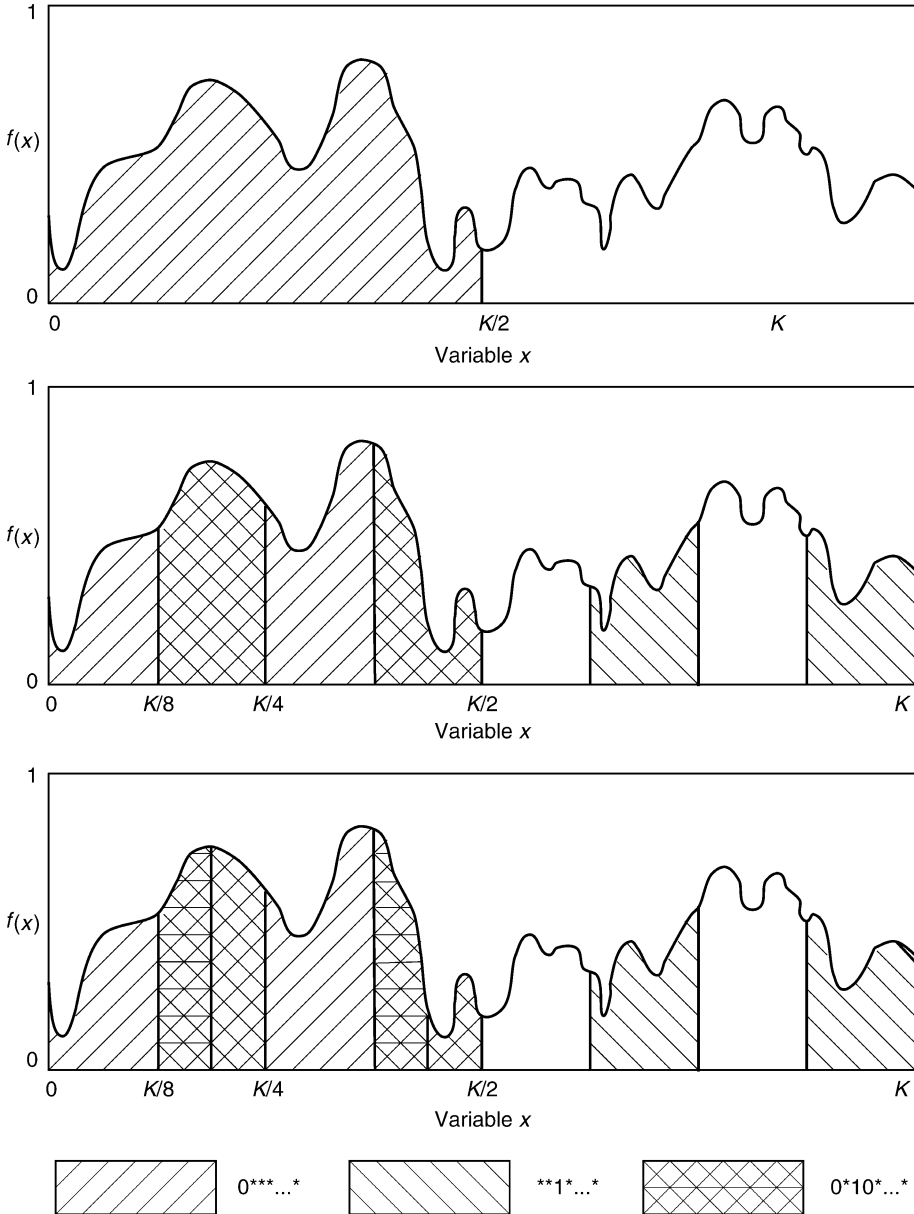 1
f(x)
0
0 K/2 K
Variable x
1
f(x)
0
0 K/8 K/4 K/2 K
Variable x
1
f(x)
0
0 K/8 K/4 K/2 K
Variable x
0***...* **1*...* 0*10*...*